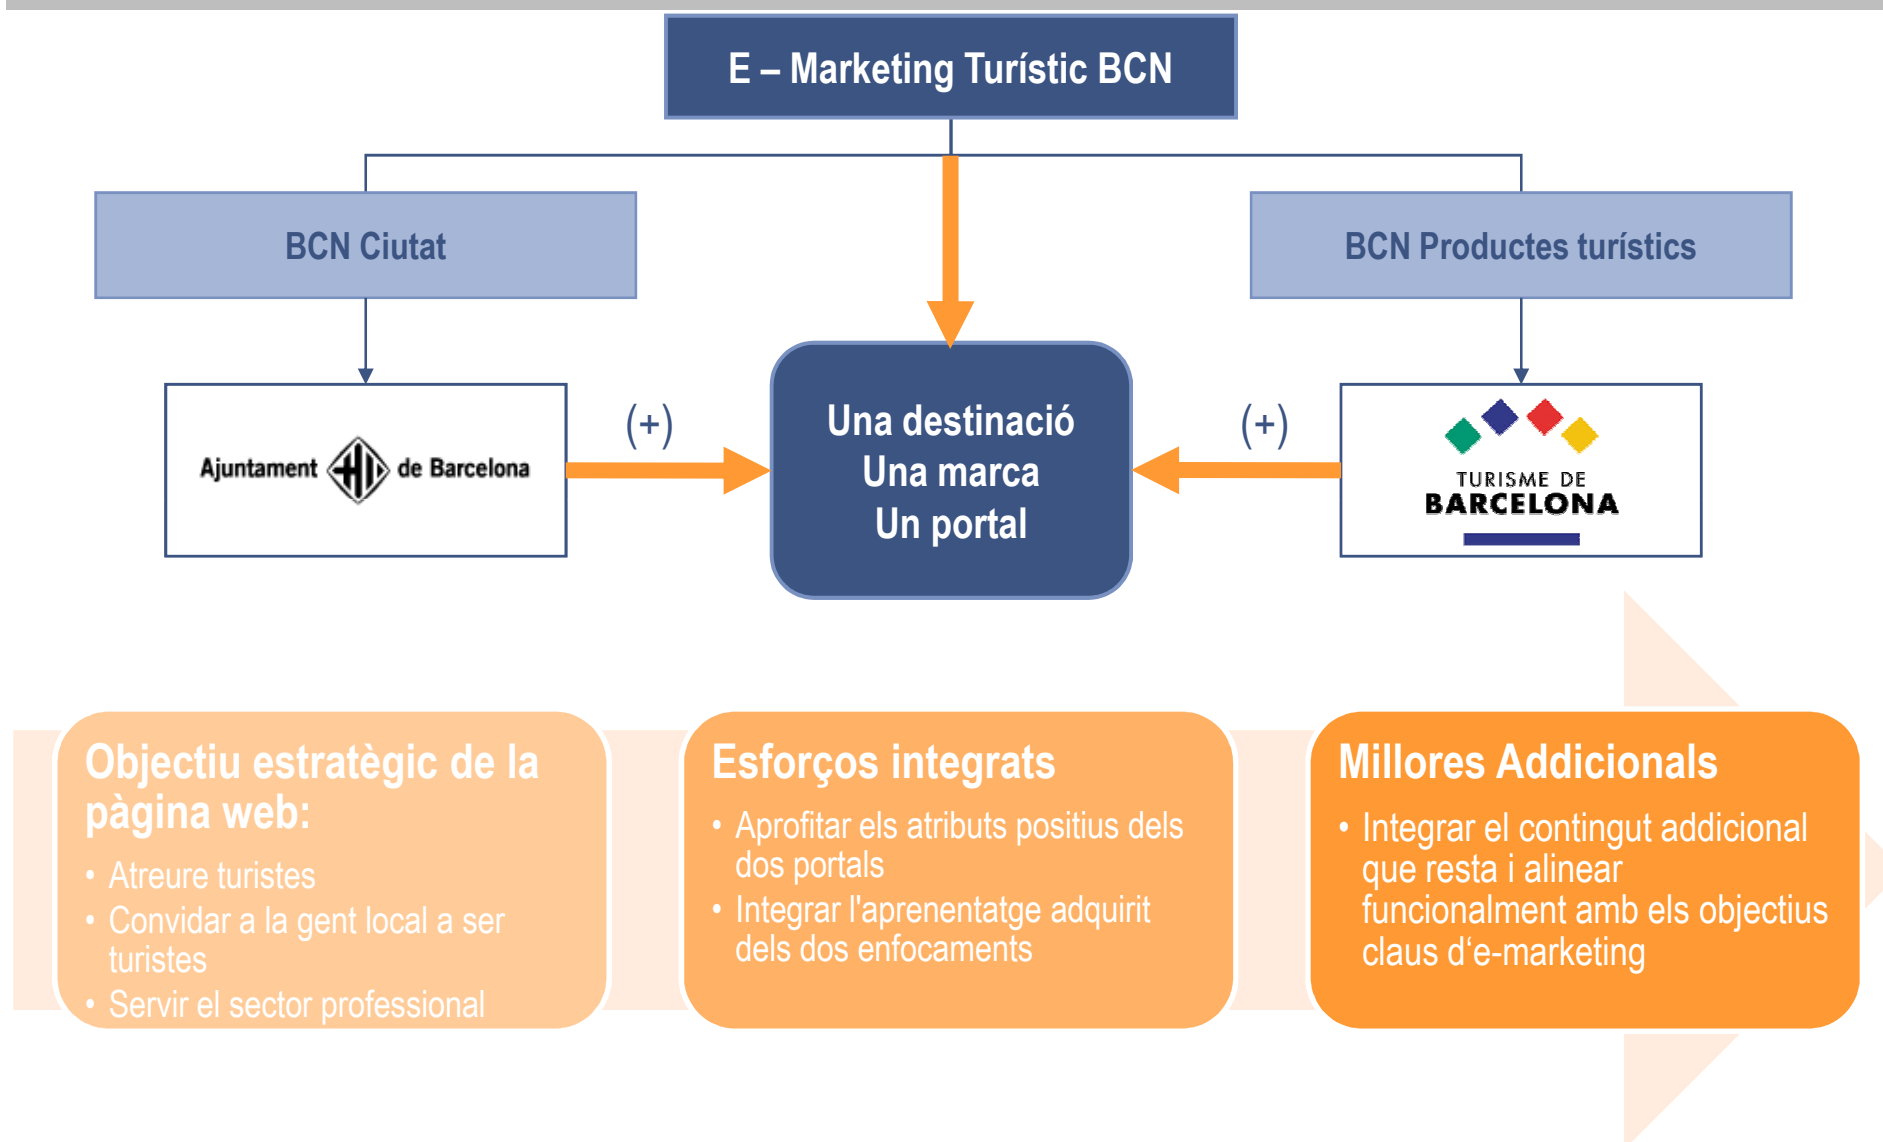 E – Marketing Turístic BCN
BCN Ciutat
BCN Productes turístics
Ajuntament de Barcelona
(+)
Una destinació
Una marca
Un portal
(+)
TURISME DE
BARCELONA
Objectiu estratègic de la
pàgina web:
• Atreure turistes
• Convidar a la gent local a ser
turistes
• Servir el sector professional
Esforços integrats
• Aprofitar els atributs positius dels
dos portals
• Integrar l'aprenentatge adquirit
dels dos enfocaments
Millores Addicionals
• Integrar el contingut addicional
que resta i alinear
funcionalment amb els objectius
claus d‘e-marketing